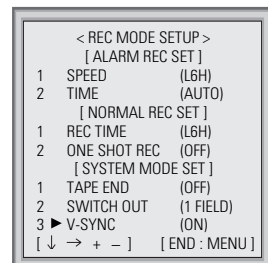 < REC MODE SETUP >
[ ALARM REC SET ]
1 SPEED (L6H)
2 TIME (AUTO)
[ NORMAL REC SET ]
1 REC TIME (L6H)
2 ONE SHOT REC (OFF)
[ SYSTEM MODE SET ]
1 TAPE END (OFF)
2 SWITCH OUT (1 FIELD)
3 ► V-SYNC (ON)
[ ↓ → + – ] [ END : MENU ]